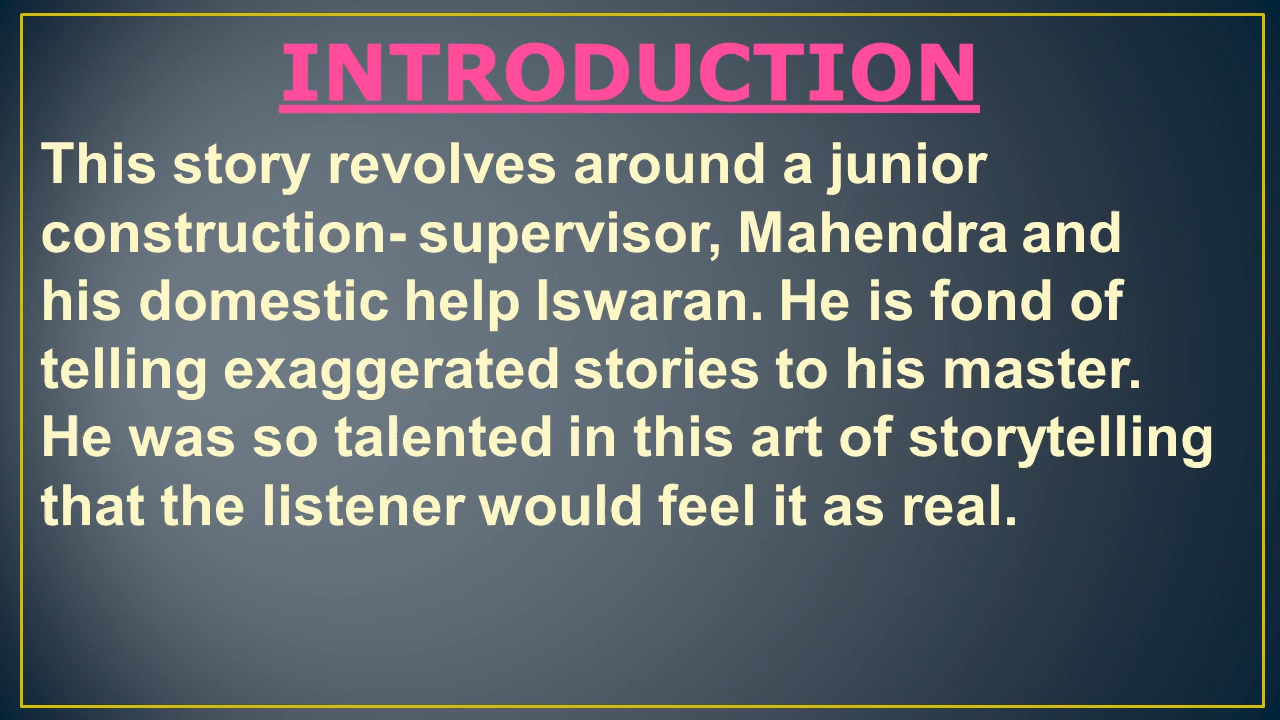 INTRODUCTION
This story revolves around a junior
construction- supervisor, Mahendra and
his domestic help Iswaran. He is fond of
telling exaggerated stories to his master.
He was so talented in this art of storytelling
that the listener would feel it as real.